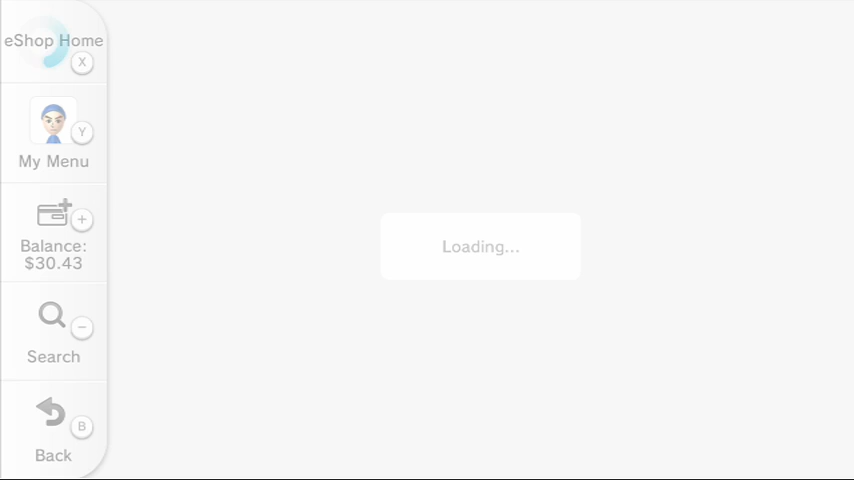 eShop Home
X
Y
My Menu
+
Balance:
$30.43
Loading...
−
Search
B
Back